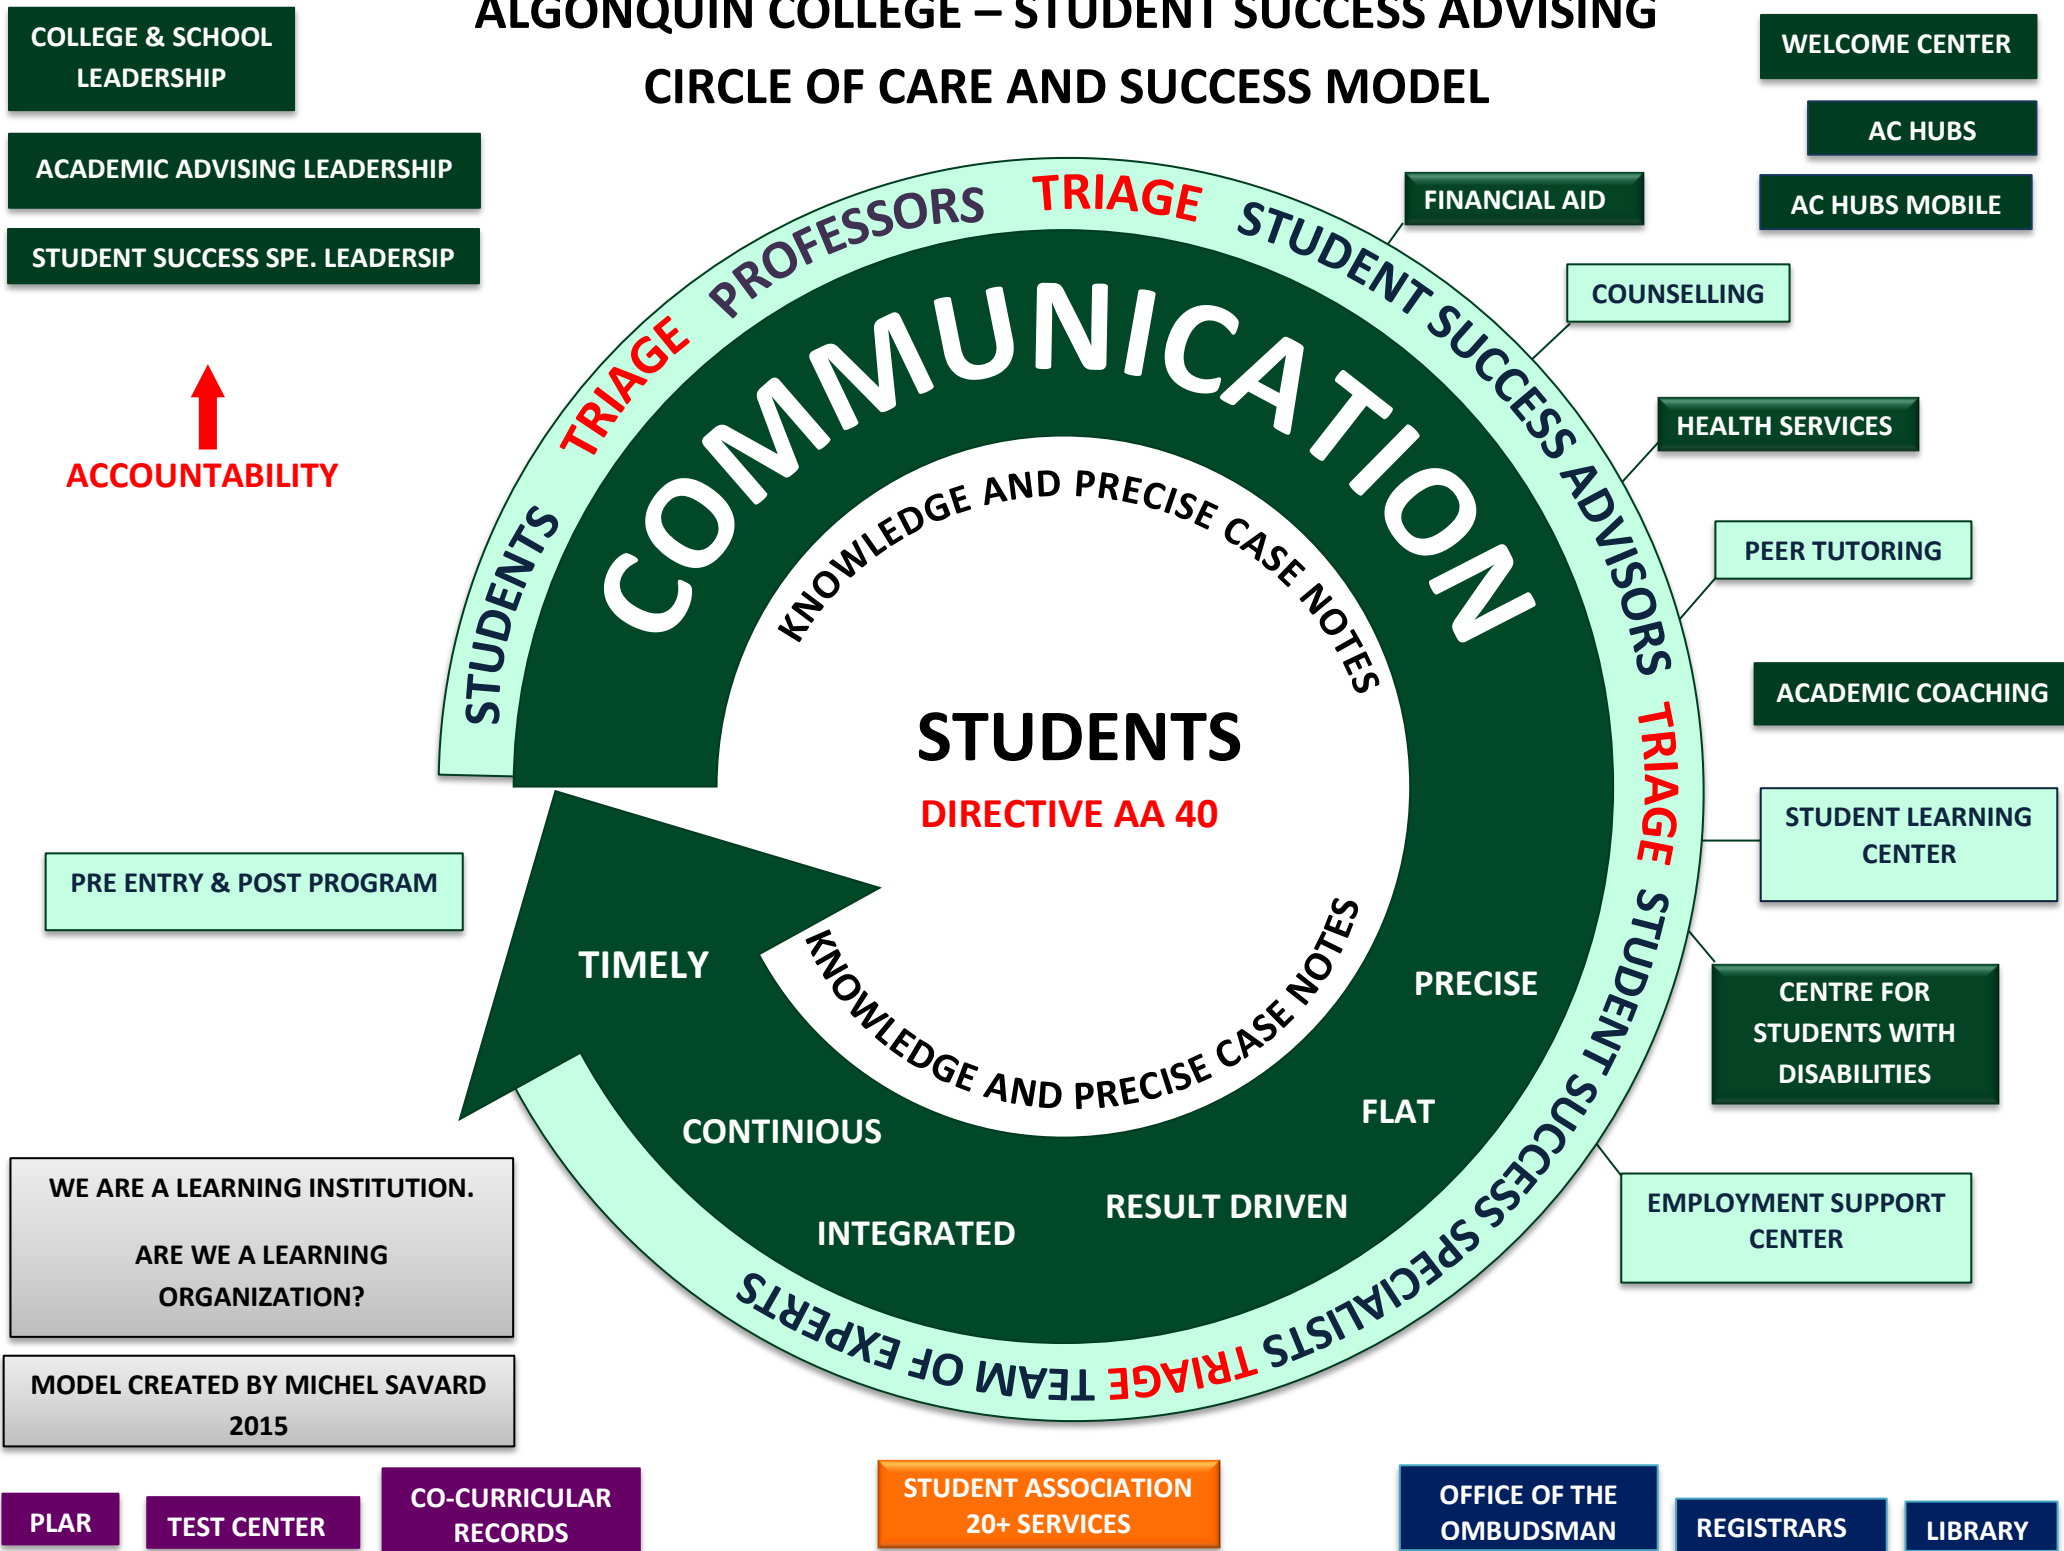 ALGONQUIN COLLEGE – STUDENT SUCCESS ADVISING
CIRCLE OF CARE AND SUCCESS MODEL
COLLEGE & SCHOOL
LEADERSHIP
ACADEMIC ADVISING LEADERSHIP
STUDENT SUCCESS SPE. LEADERSIP
ACCOUNTABILITY
WELCOME CENTER
AC HUBS
AC HUBS MOBILE
FINANCIAL AID
COUNSELLING
HEALTH SERVICES
PEER TUTORING
ACADEMIC COACHING
STUDENT LEARNING
CENTER
CENTRE FOR
STUDENTS WITH
DISABILITIES
EMPLOYMENT SUPPORT
CENTER
STUDENTS TRIAGE PROFESSORS TRIAGE STUDENT SUCCESS ADVISORS TRIAGE STUDENT SUCCESS SPECIALISTS TRIAGE TEAM OF EXPERTS
COMMUNICATION
KNOWLEDGE AND PRECISE CASE NOTES
STUDENTS
DIRECTIVE AA 40
KNOWLEDGE AND PRECISE CASE NOTES
PRECISE
FLAT
RESULT DRIVEN
INTEGRATED
CONTINIOUS
TIMELY
PRE ENTRY & POST PROGRAM
WE ARE A LEARNING INSTITUTION.
ARE WE A LEARNING
ORGANIZATION?
MODEL CREATED BY MICHEL SAVARD
2015
PLAR
TEST CENTER
CO-CURRICULAR
RECORDS
STUDENT ASSOCIATION
20+ SERVICES
OFFICE OF THE
OMBUDSMAN
REGISTRARS
LIBRARY